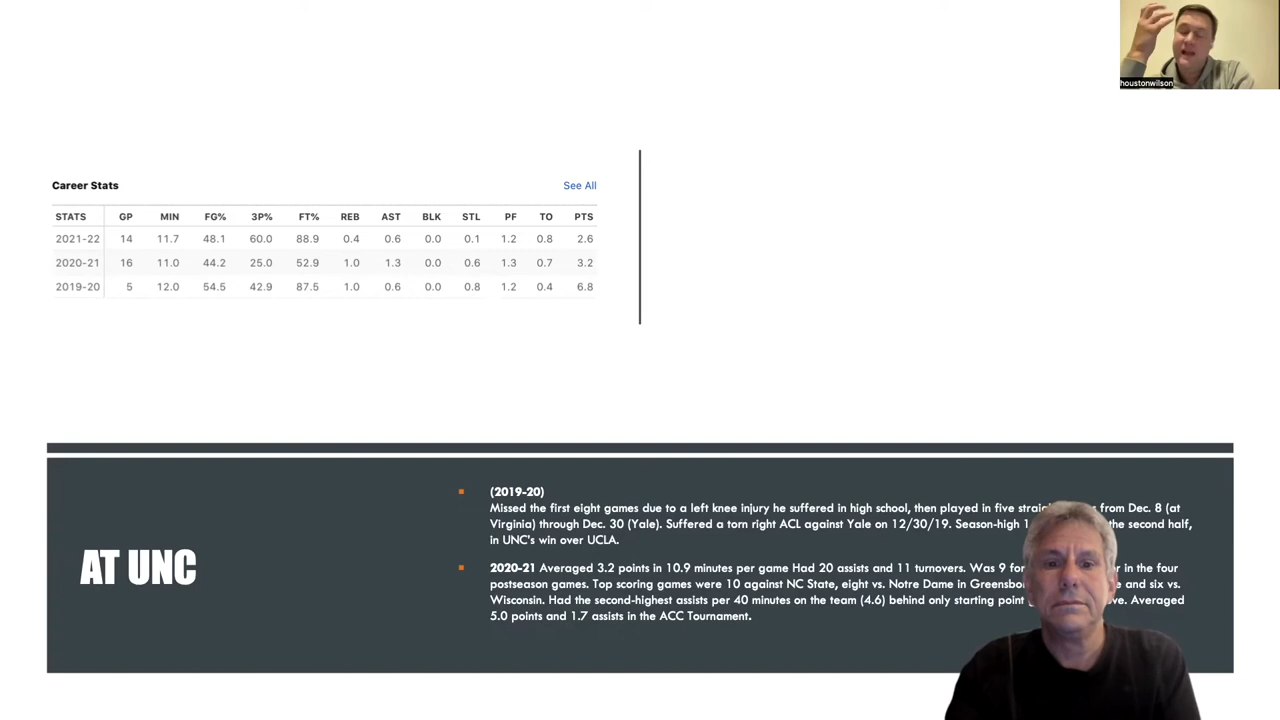 houstonwilson
Career Stats
See All
STATS GP MIN FG% 3P% FT% REB AST BLK STL PF TO PTS
2021-22 14 11.7 48.1 60.0 88.9 0.4 0.6 0.0 0.1 1.2 0.8 2.6
2020-21 16 11.0 44.2 25.0 52.9 1.0 1.3 0.0 0.6 1.3 0.7 3.2
2019-20 5 12.0 54.5 42.9 87.5 1.0 0.6 0.0 0.8 1.2 0.4 6.8
AT UNC
(2019-20)
Missed the first eight games due to a left knee injury he suffered in high school, then played in five from Dec. 8 (at
Virginia) through Dec. 30 (Yale). Suffered a torn right ACL against Yale on 12/30/19. Season-high the second half,
in UNC's win over UCLA.
2020-21 Averaged 3.2 points in 10.9 minutes per game Had 20 assists and 11 turnovers. Was 9 in the four
postseason games. Top scoring games were 10 against NC State, eight vs. Notre Dame in and six vs.
Wisconsin. Had the second-highest assists per 40 minutes on the team (4.6) behind only starting point Averaged
5.0 points and 1.7 assists in the ACC Tournament.